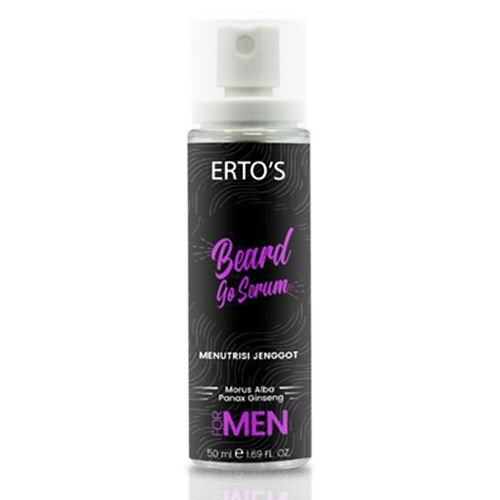 ERTO'S
Beard
Go Serum
MENUTRISI JENGGOT
Morus Alba
Panax Ginseng
FOR MEN
50 ml ℮ 1.69 FL. OZ.